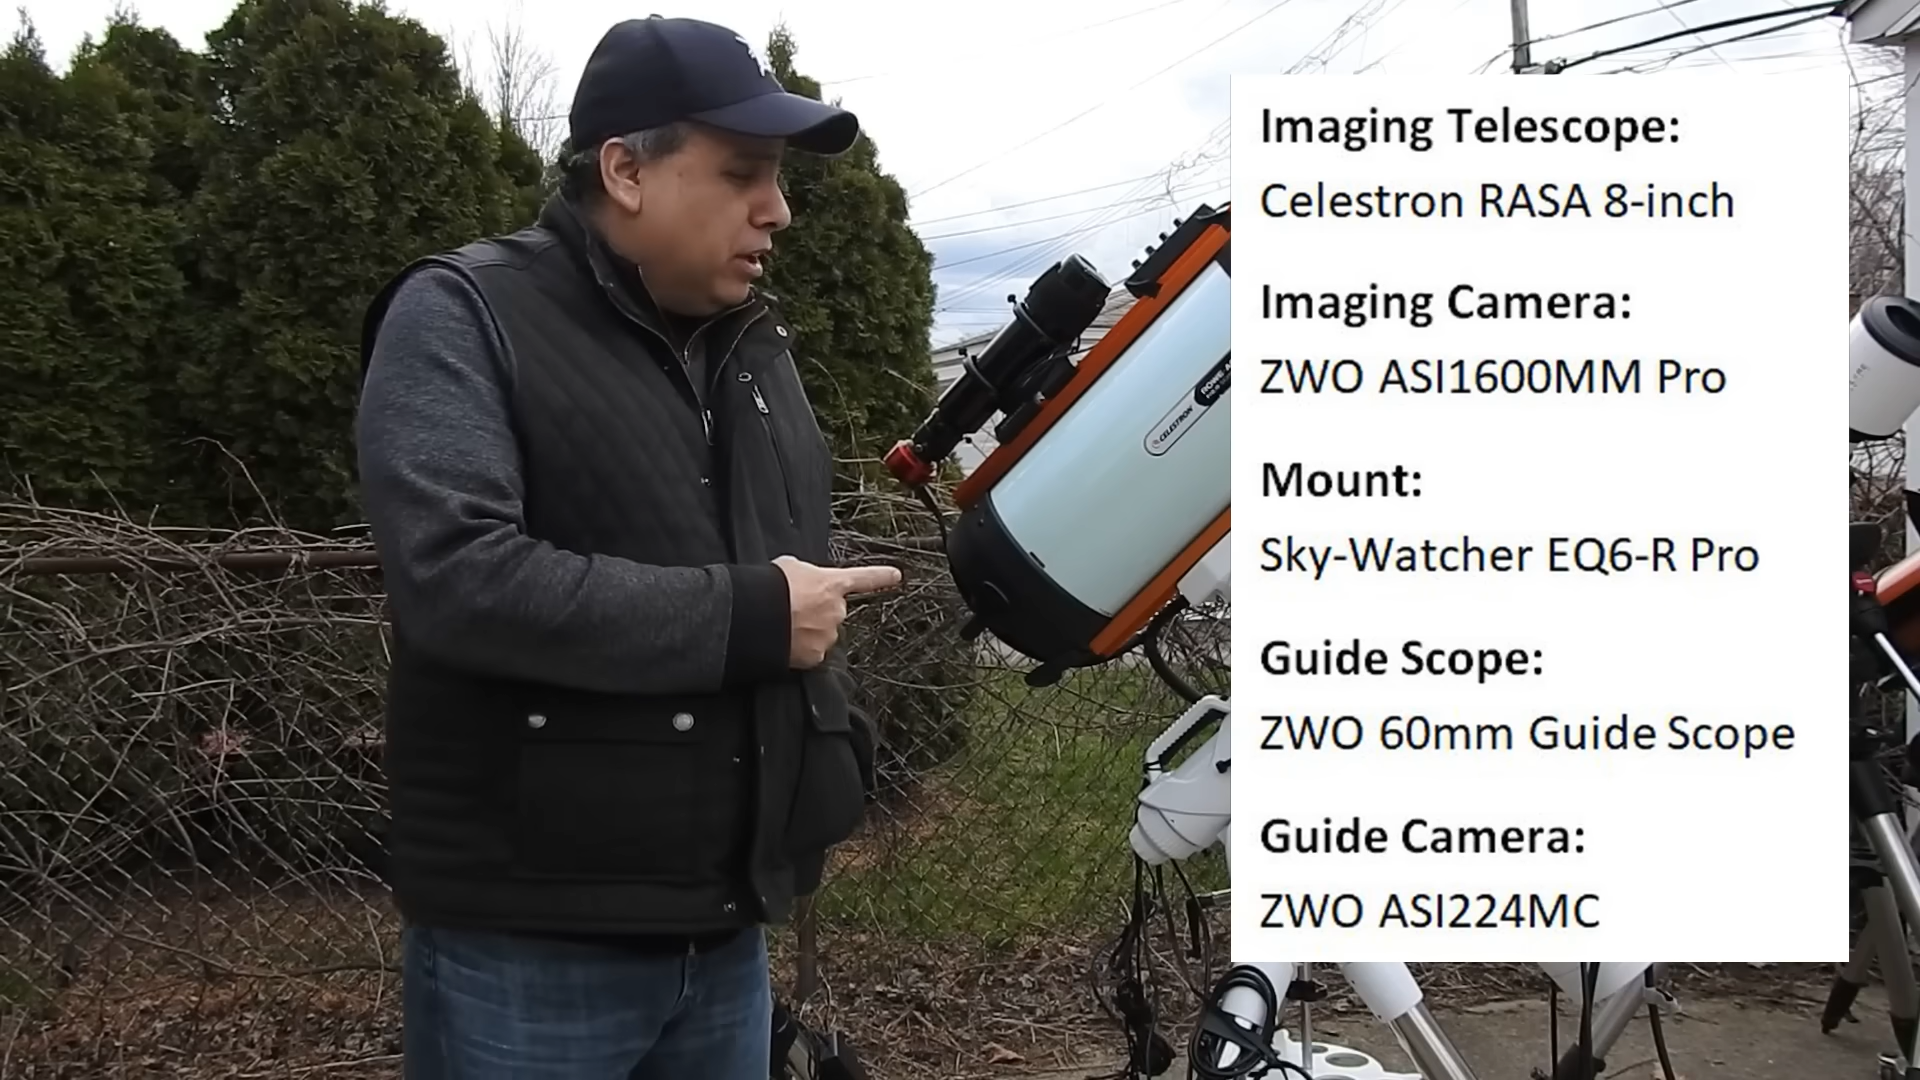 Imaging Telescope:
Celestron RASA 8-inch
Imaging Camera:
ZWO ASI1600MM Pro
Mount:
Sky-Watcher EQ6-R Pro
Guide Scope:
ZWO 60mm Guide Scope
Guide Camera:
ZWO ASI224MC
CELESTRON